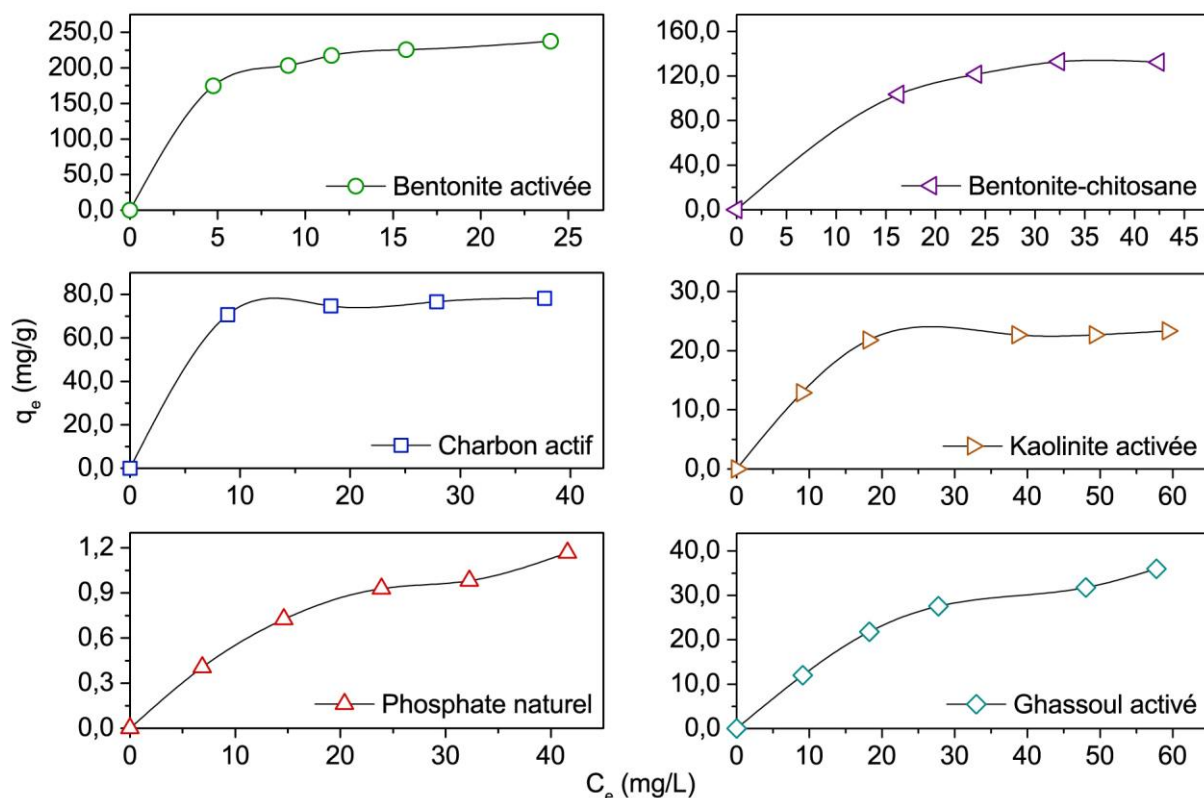 250,0
200,0
150,0
100,0
50,0
0,0
0 5 10 15 20 25
Bentonite activée
160,0
120,0
80,0
40,0
0,0
0 5 10 15 20 25 30 35 40 45
Bentonite-chitosane
80,0
60,0
40,0
20,0
0,0
0 10 20 30 40
Charbon actif
30,0
20,0
10,0
0,0
0 10 20 30 40 50 60
Kaolinite activée
1,2
0,9
0,6
0,3
0,0
0 10 20 30 40
Phosphate naturel
40,0
30,0
20,0
10,0
0,0
0 10 20 30 40 50 60
Ghassoul activé
qe (mg/g)
Ce (mg/L)